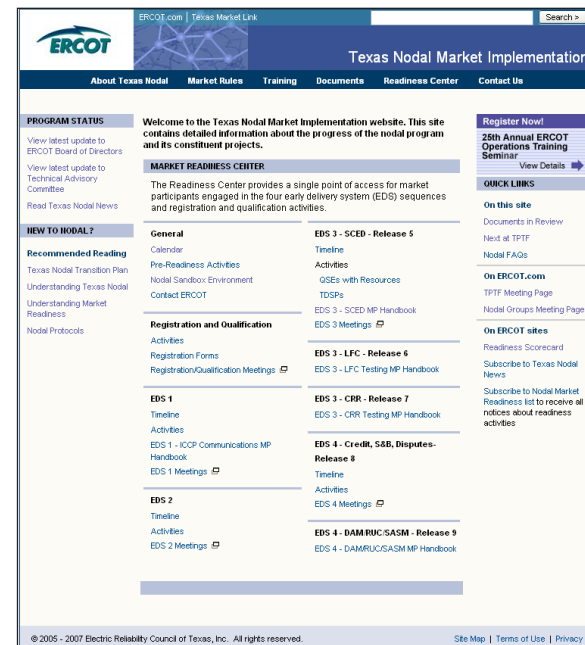 ERCOT.com | Texas Market Link
Search >
ERCOT
Texas Nodal Market Implementation
About Texas Nodal Market Rules Training Documents Readiness Center Contact Us
PROGRAM STATUS
View latest update to
ERCOT Board of Directors
View latest update to
Technical Advisory
Committee
Read Texas Nodal News
NEW TO NODAL?
Recommended Reading
Texas Nodal Transition Plan
Understanding Texas Nodal
Understanding Market
Readiness
Nodal Protocols
Welcome to the Texas Nodal Market Implementation website. This site
contains detailed information about the progress of the nodal program
and its constituent projects.
MARKET READINESS CENTER
The Readiness Center provides a single point of access for market
participants engaged in the four early delivery system (EDS) sequences
and registration and qualification activities.
General
Calendar
Pre-Readiness Activities
Nodal Sandbox Environment
Contact ERCOT
Registration and Qualification
Activities
Registration Forms
Registration/Qualification Meetings
EDS 1
Timeline
Activities
EDS 1 - ICCP Communications MP
Handbook
EDS 1 Meetings
EDS 2
Timeline
Activities
EDS 2 Meetings
EDS 3 - SCED - Release 5
Timeline
Activities
QSEs with Resources
TDSPs
EDS 3 - SCED MP Handbook
EDS 3 Meetings
EDS 3 - LFC - Release 6
EDS 3 - LFC Testing MP Handbook
EDS 3 - CRR - Release 7
EDS 3 - CRR Testing MP Handbook
EDS 4 - Credit, S&B, Disputes-
Release 8
Timeline
Activities
EDS 4 Meetings
EDS 4 - DAM/RUC/SASM - Release 9
EDS 4 - DAM/RUC/SASM MP Handbook
Register Now!
25th Annual ERCOT
Operations Training
Seminar
View Details
QUICK LINKS
On this site
Documents in Review
Next at TPTF
Nodal FAQs
On ERCOT.com
TPTF Meeting Page
Nodal Groups Meeting Page
On ERCOT sites
Readiness Scorecard
Subscribe to Texas Nodal
News
Subscribe to Nodal Market
Readiness list to receive all
notices about readiness
activities
© 2005 - 2007 Electric Reliability Council of Texas, Inc. All rights reserved.
Site Map | Terms of Use | Privacy